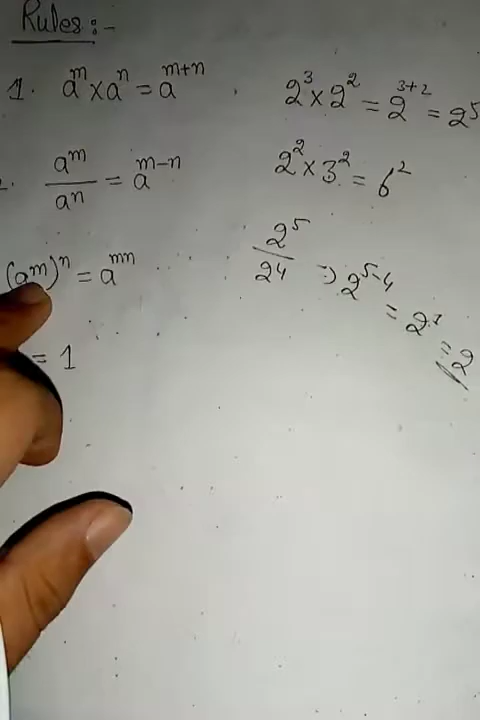 Rules:-
1. a^m × a^n = a^{m+n} . 2^3 × 2^2 = 2^{3+2} = 2^5
2^2 × 3^2 = 6^2
a^m / a^n = a^{m-n}
2^5 / 2^4 ⇒ 2^{5-4}
= 2^1
= 2
(a^m)^n = a^{mn}
= 1